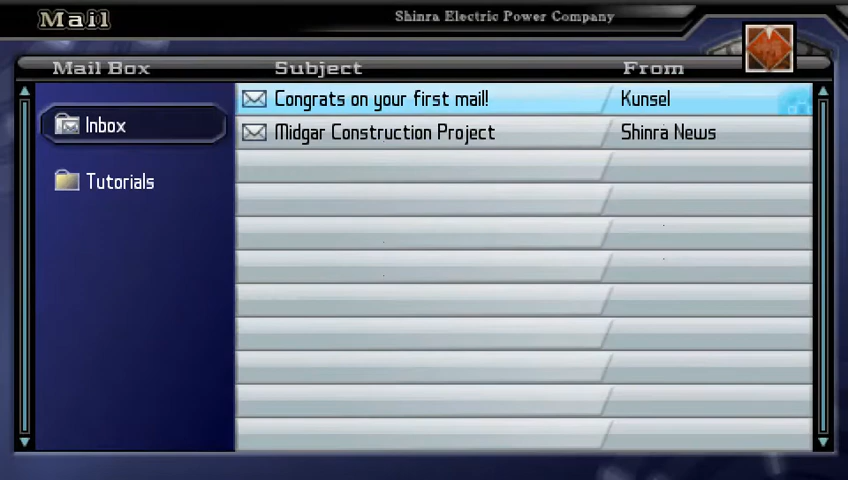 Mail
Shinra Electric Power Company
Mail Box
Subject
From
Inbox
Tutorials
Congrats on your first mail!
Kunsel
Midgar Construction Project
Shinra News